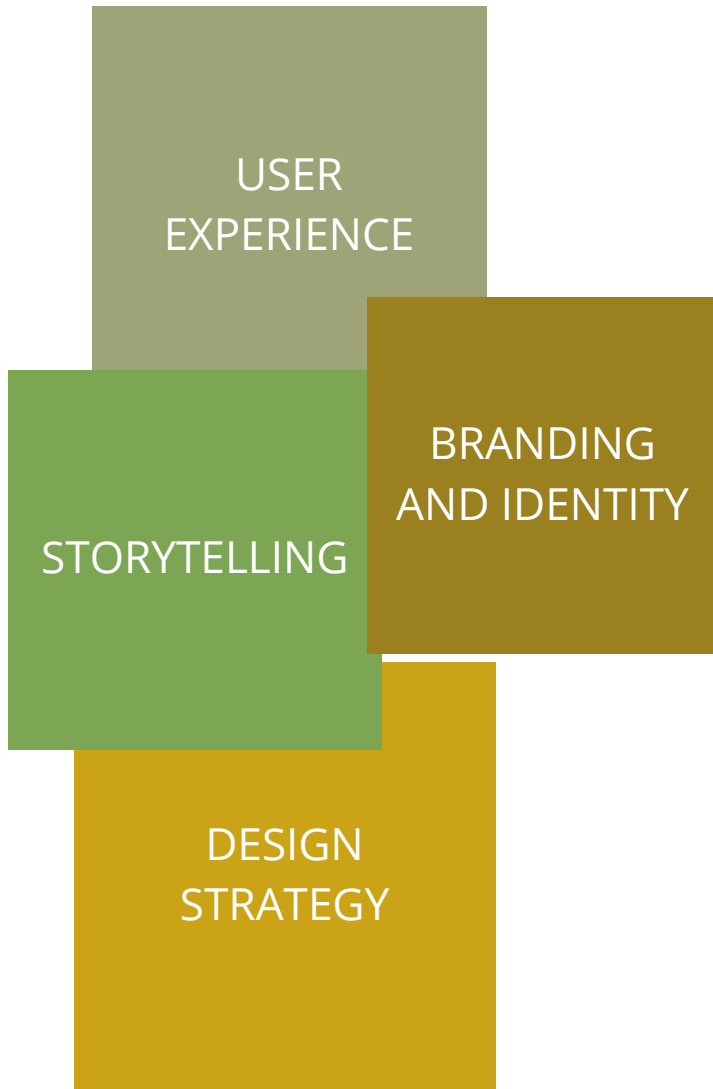 USER
EXPERIENCE
BRANDING
AND IDENTITY
STORYTELLING
DESIGN
STRATEGY